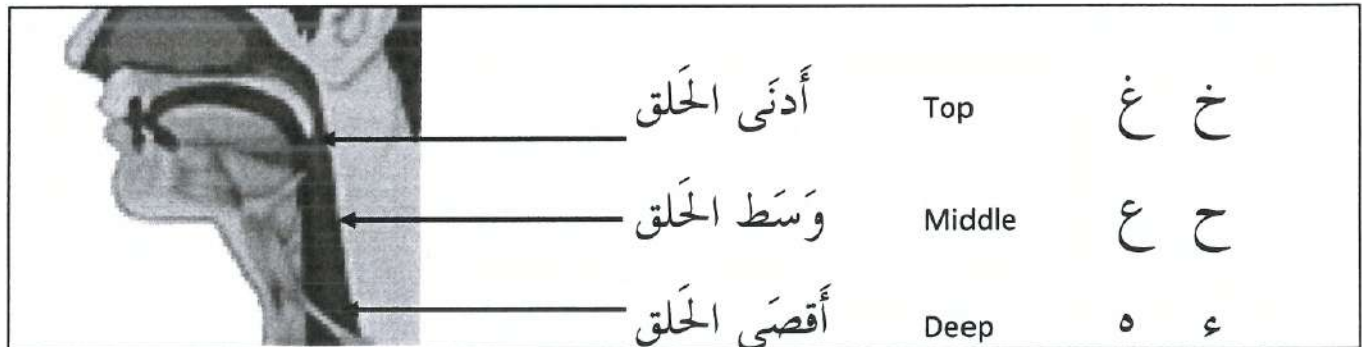 أَدنَى الحَلق Top غ خ
وَسَط الحَلق Middle ع ح
أَقصَى الحَلق Deep ه ء